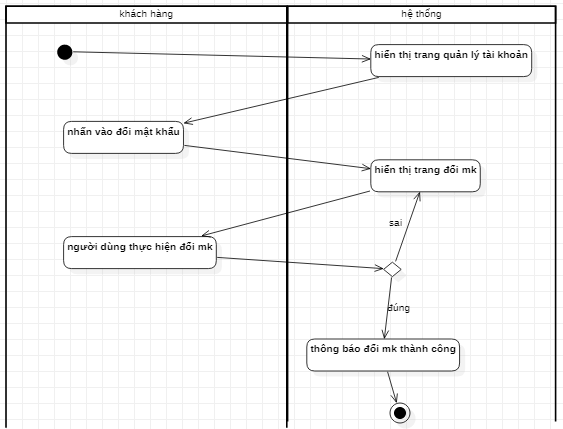 khách hàng
hệ thống
hiển thị trang quản lý tài khoản
nhấn vào đổi mật khẩu
hiển thị trang đổi mk
sai
người dùng thực hiện đổi mk
đúng
thông báo đổi mk thành công